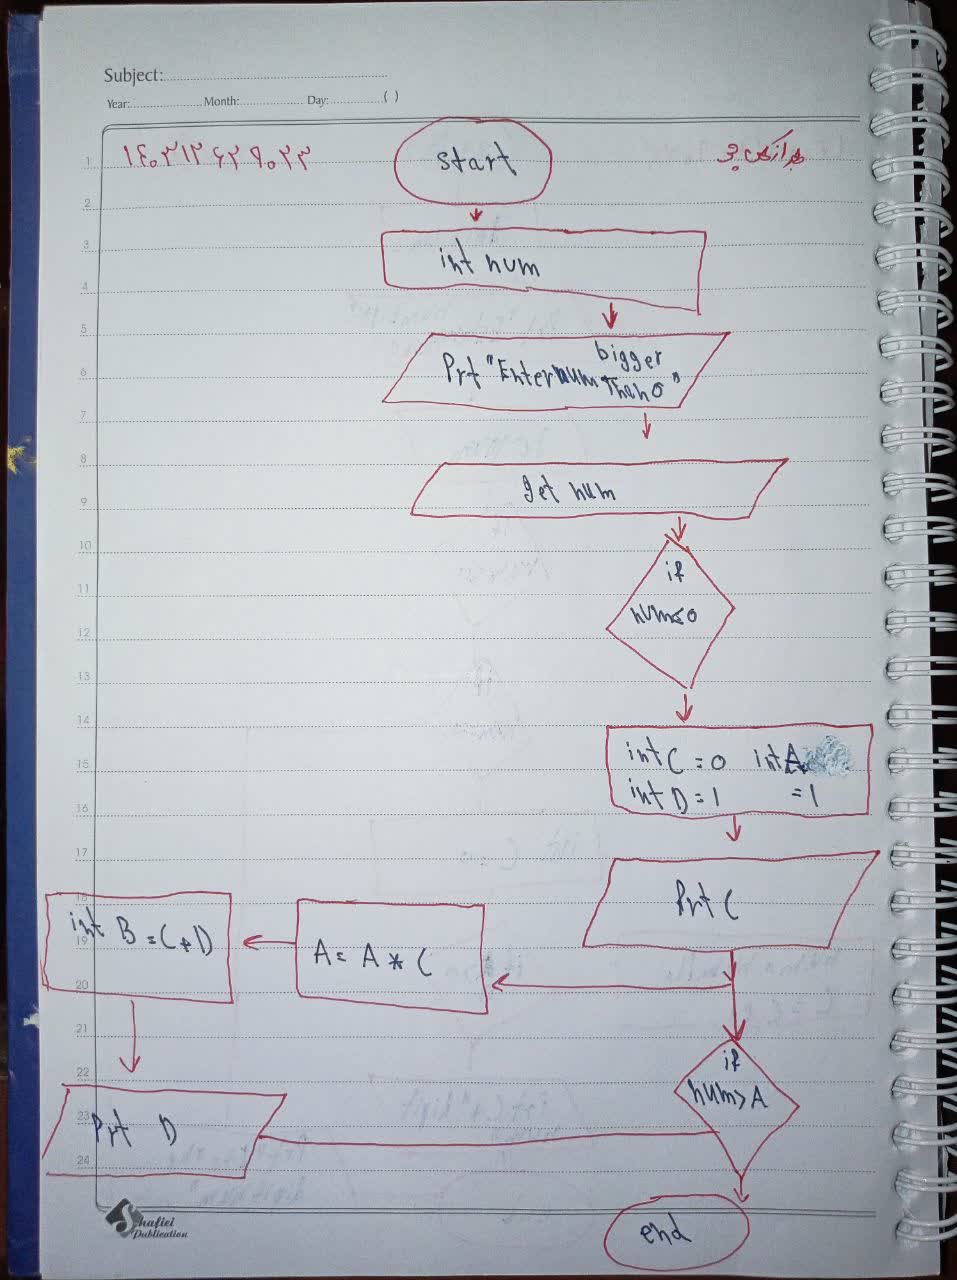 Subject:
Year: Month: Day: ( )
۱۴۰۳۱۲۶۲۹۰۲۳
start
int num
bigger
Prt "Enter num Than 0"
get num
if
num≤0
int C = 0 int A
int D = 1 = 1
Prt C
int B = C + D
A = A * C
if
num > A
Prt D
end
1
2
3
4
5
6
7
8
9
10
11
12
13
14
15
16
17
18
19
20
21
22
23
24
Shafiei
Publication